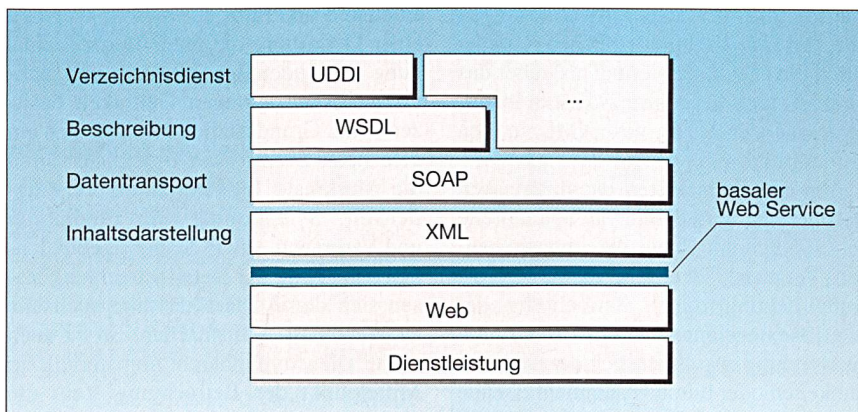 Verzeichnisdienst UDDI
...
Beschreibung WSDL
Datentransport SOAP
basaler
Web Service
Inhaltsdarstellung XML
Web
Dienstleistung